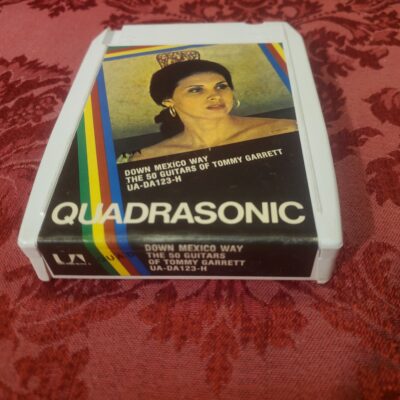 DOWN MEXICO WAY
THE 50 GUITARS OF TOMMY GARRETT
UA-DA123-H
QUADRASONIC
UA
DOWN MEXICO WAY
THE 50 GUITARS
OF TOMMY GARRETT
UA-DA123-H